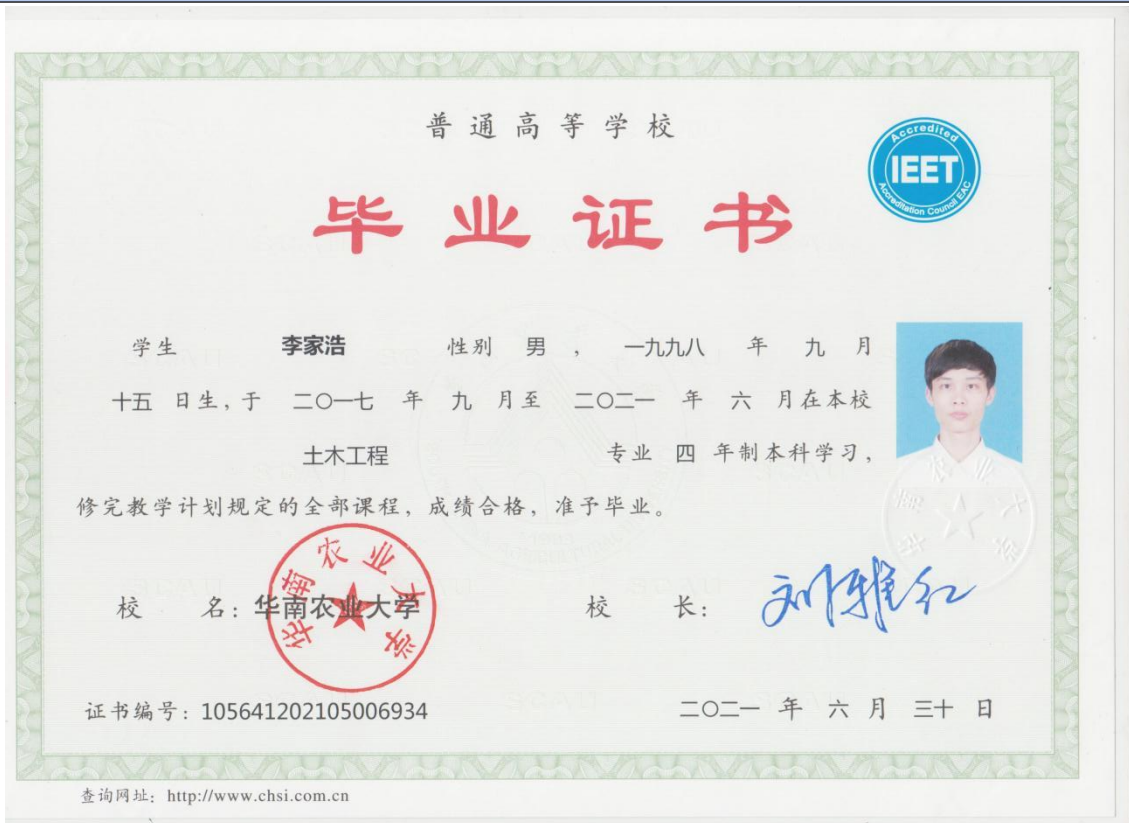 普通高等学校
Accredited
IEET
Accreditation Council EAC
毕业证书
学生 李家浩 性别 男 , 一九九八 年 九 月
十五 日生,于 二〇一七 年 九 月至 二〇二一 年 六 月在本校
土木工程 专业 四 年制本科学习,
修完教学计划规定的全部课程,成绩合格,准予毕业。
校 名:华南农业大学 校 长: 刘雅红
华南农业大学
证书编号:105641202105006934 二〇二一 年 六 月 三十 日
查询网址:http://www.chsi.com.cn